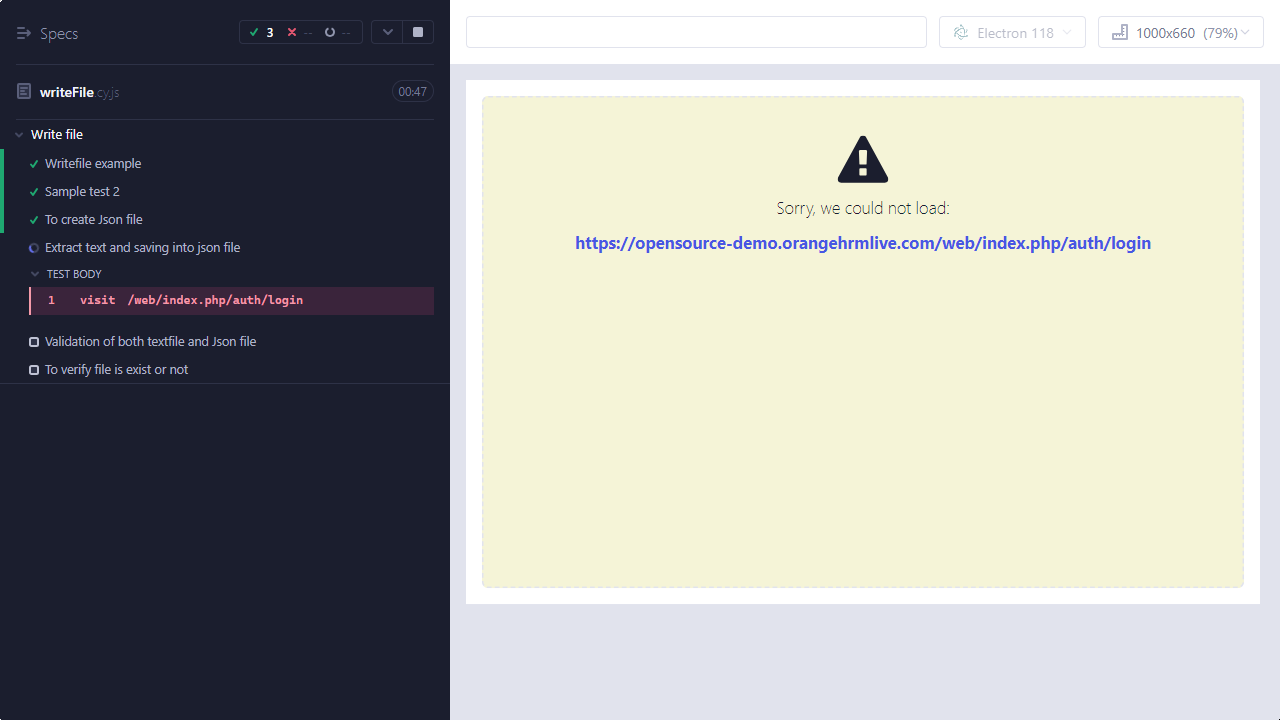 Specs
3
--
--
writeFile.cy.js
00:47
Write file
Writefile example
Sample test 2
To create Json file
Extract text and saving into json file
TEST BODY
1 visit /web/index.php/auth/login
Validation of both textfile and Json file
To verify file is exist or not
Electron 118
1000x660 (79%)
Sorry, we could not load:
https://opensource-demo.orangehrmlive.com/web/index.php/auth/login